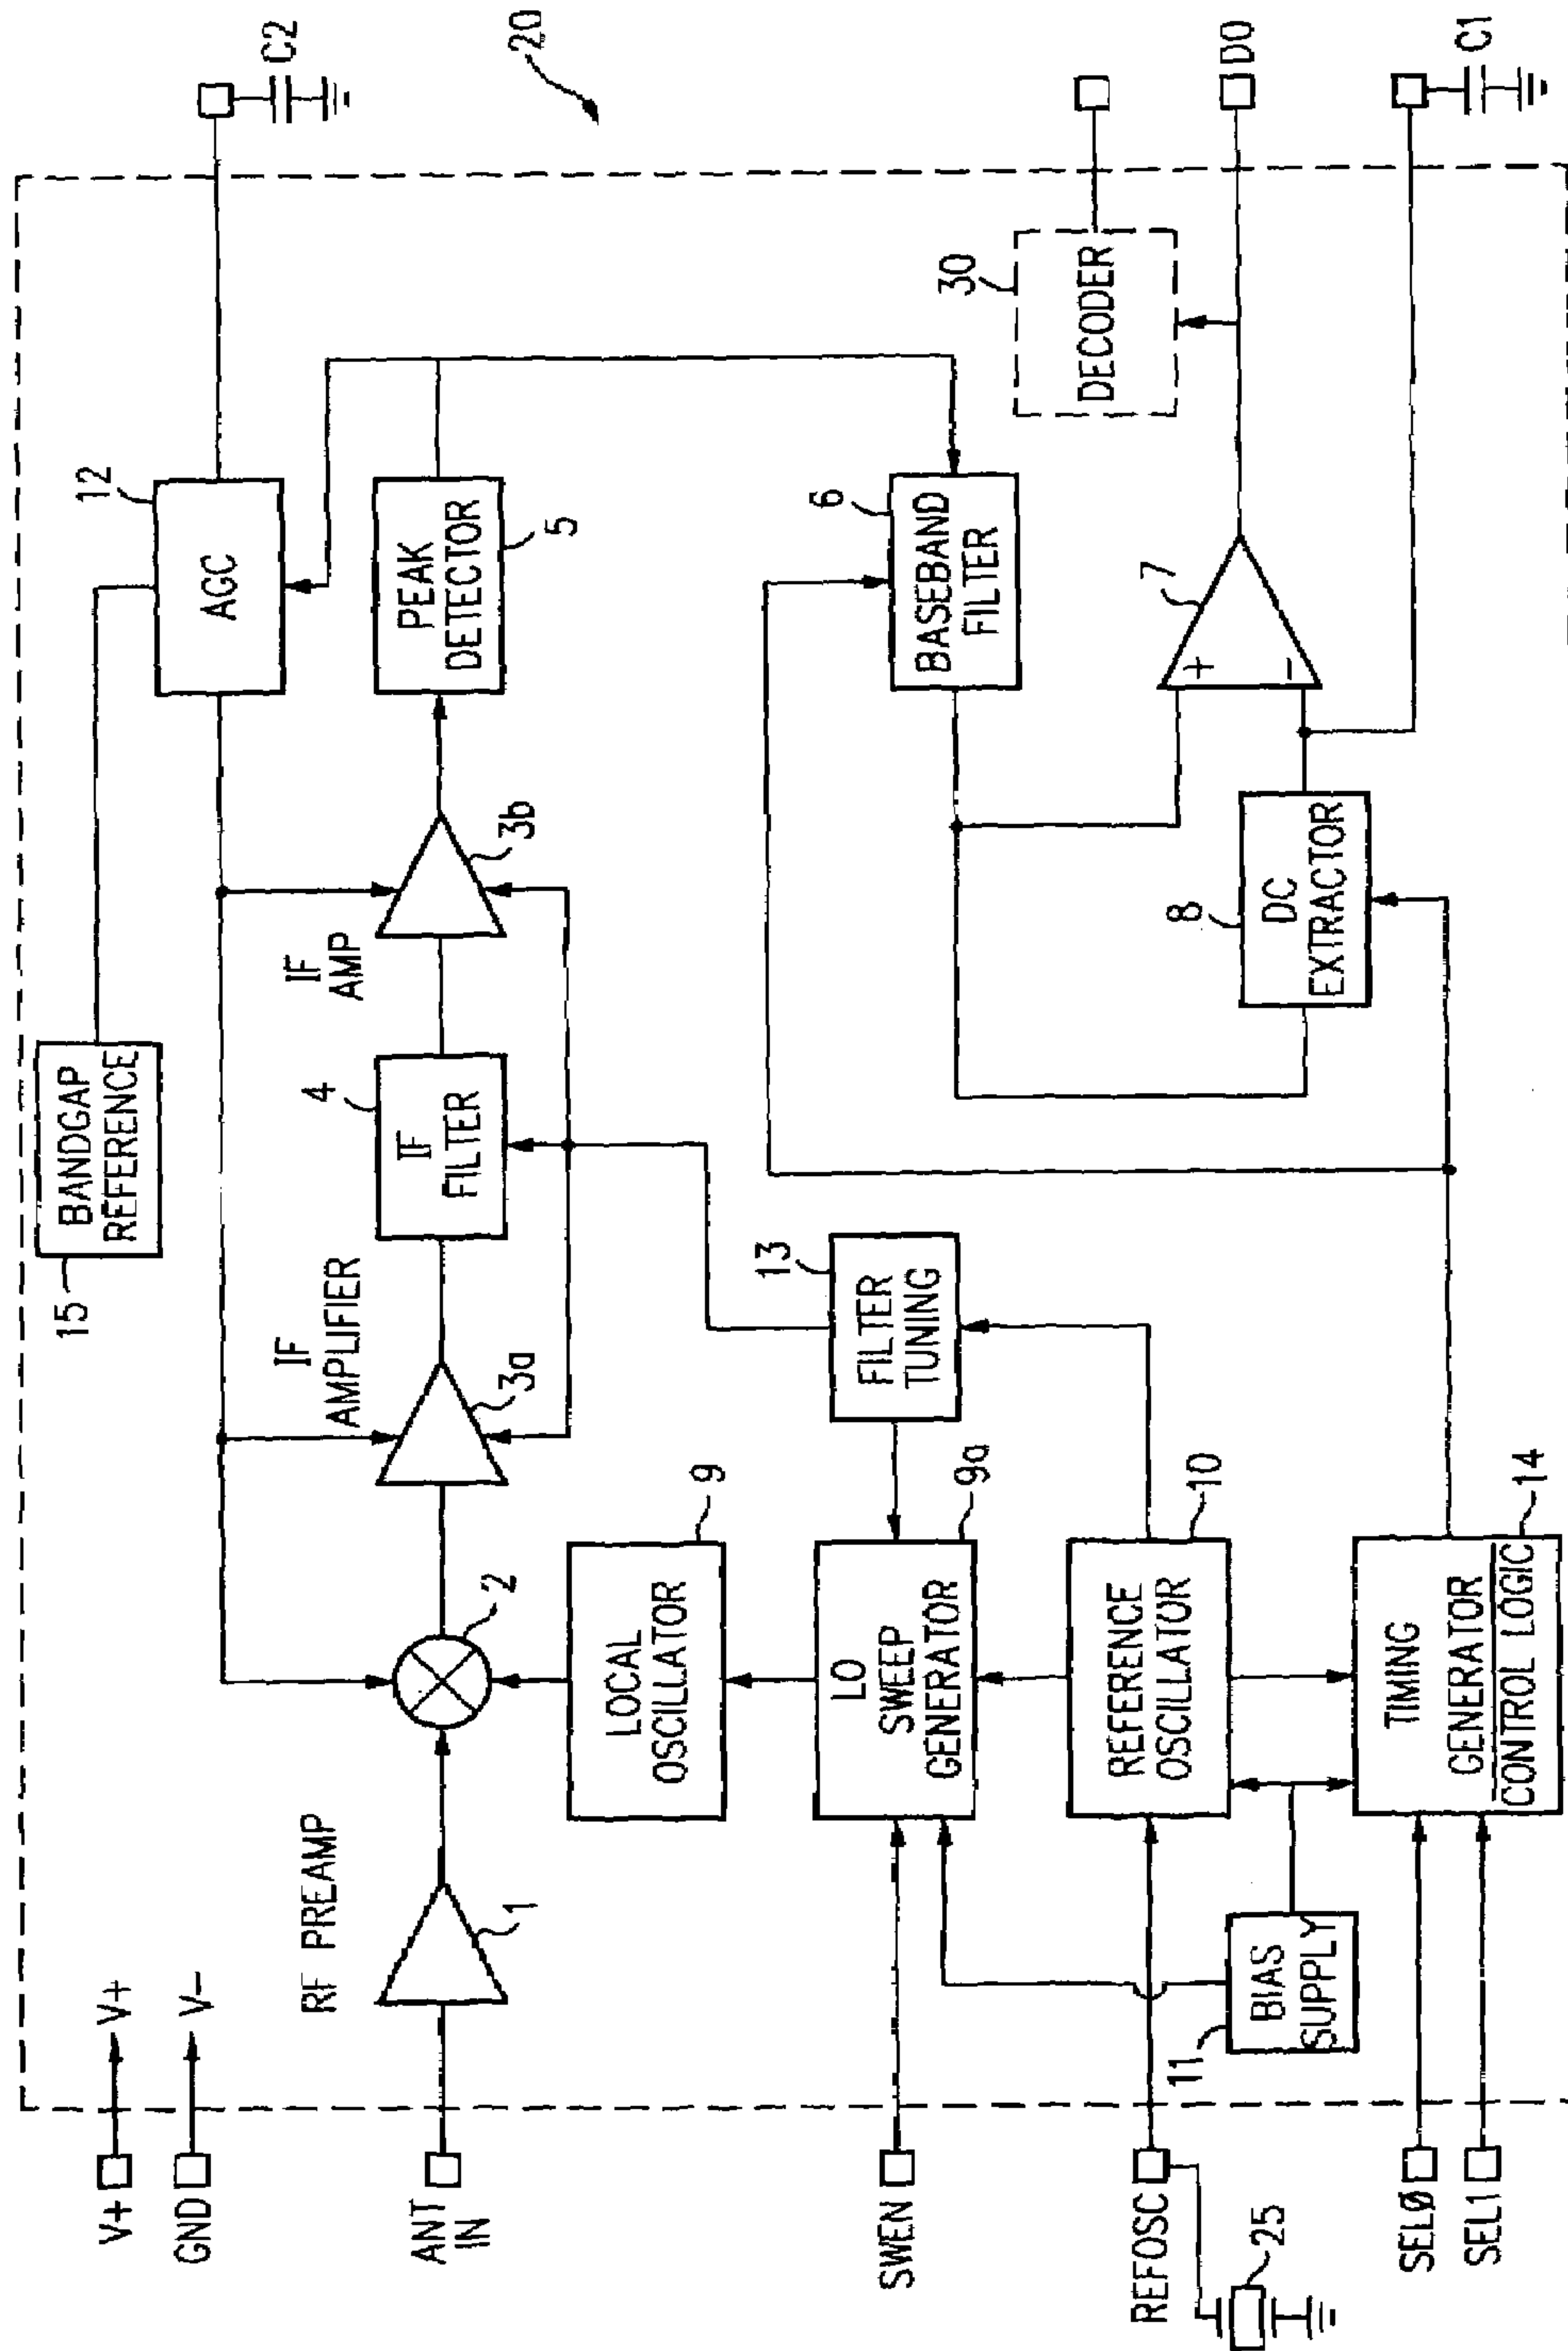 V+
V+
GND
V-
ANT
IN
RF PREAMP
1
2
IF
AMPLIFIER
3a
IF
FILTER
4
IF
AMP
3b
PEAK
DETECTOR
5
AGC
12
BANDGAP
REFERENCE
15
C2
20
LOCAL
OSCILLATOR
9
SWEN
LO
SWEEP
GENERATOR
9a
FILTER
TUNING
13
BASEBAND
FILTER
6
DECODER
30
REFOSC
25
REFERENCE
OSCILLATOR
10
BIAS
SUPPLY
11
DC
EXTRACTOR
8
+
-
7
DO
SELØ
SEL1
TIMING
GENERATOR
CONTROL LOGIC
14
C1